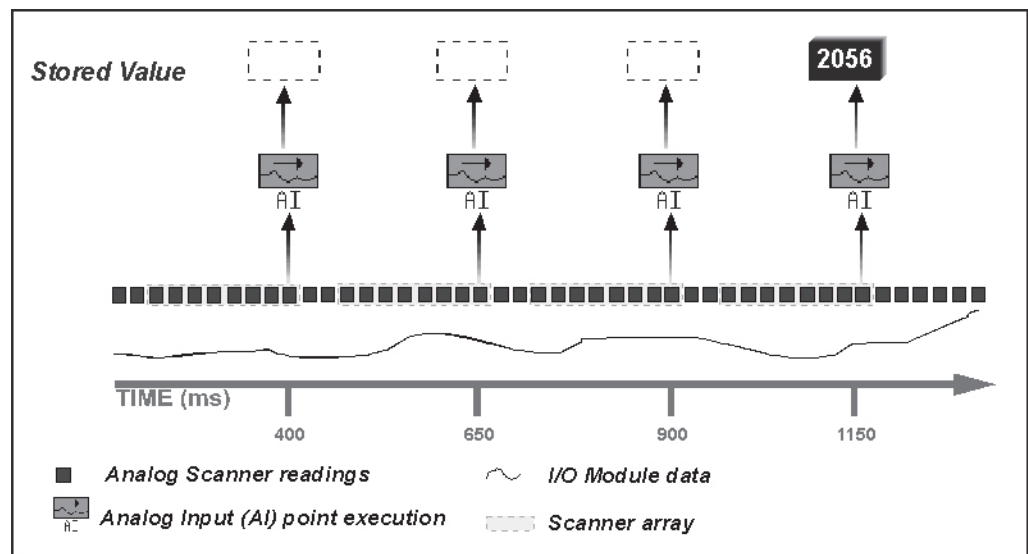 Stored Value
2056
AI AI AI AI
TIME (ms)
400 650 900 1150
Analog Scanner readings
I/O Module data
AI
Analog Input (AI) point execution
Scanner array